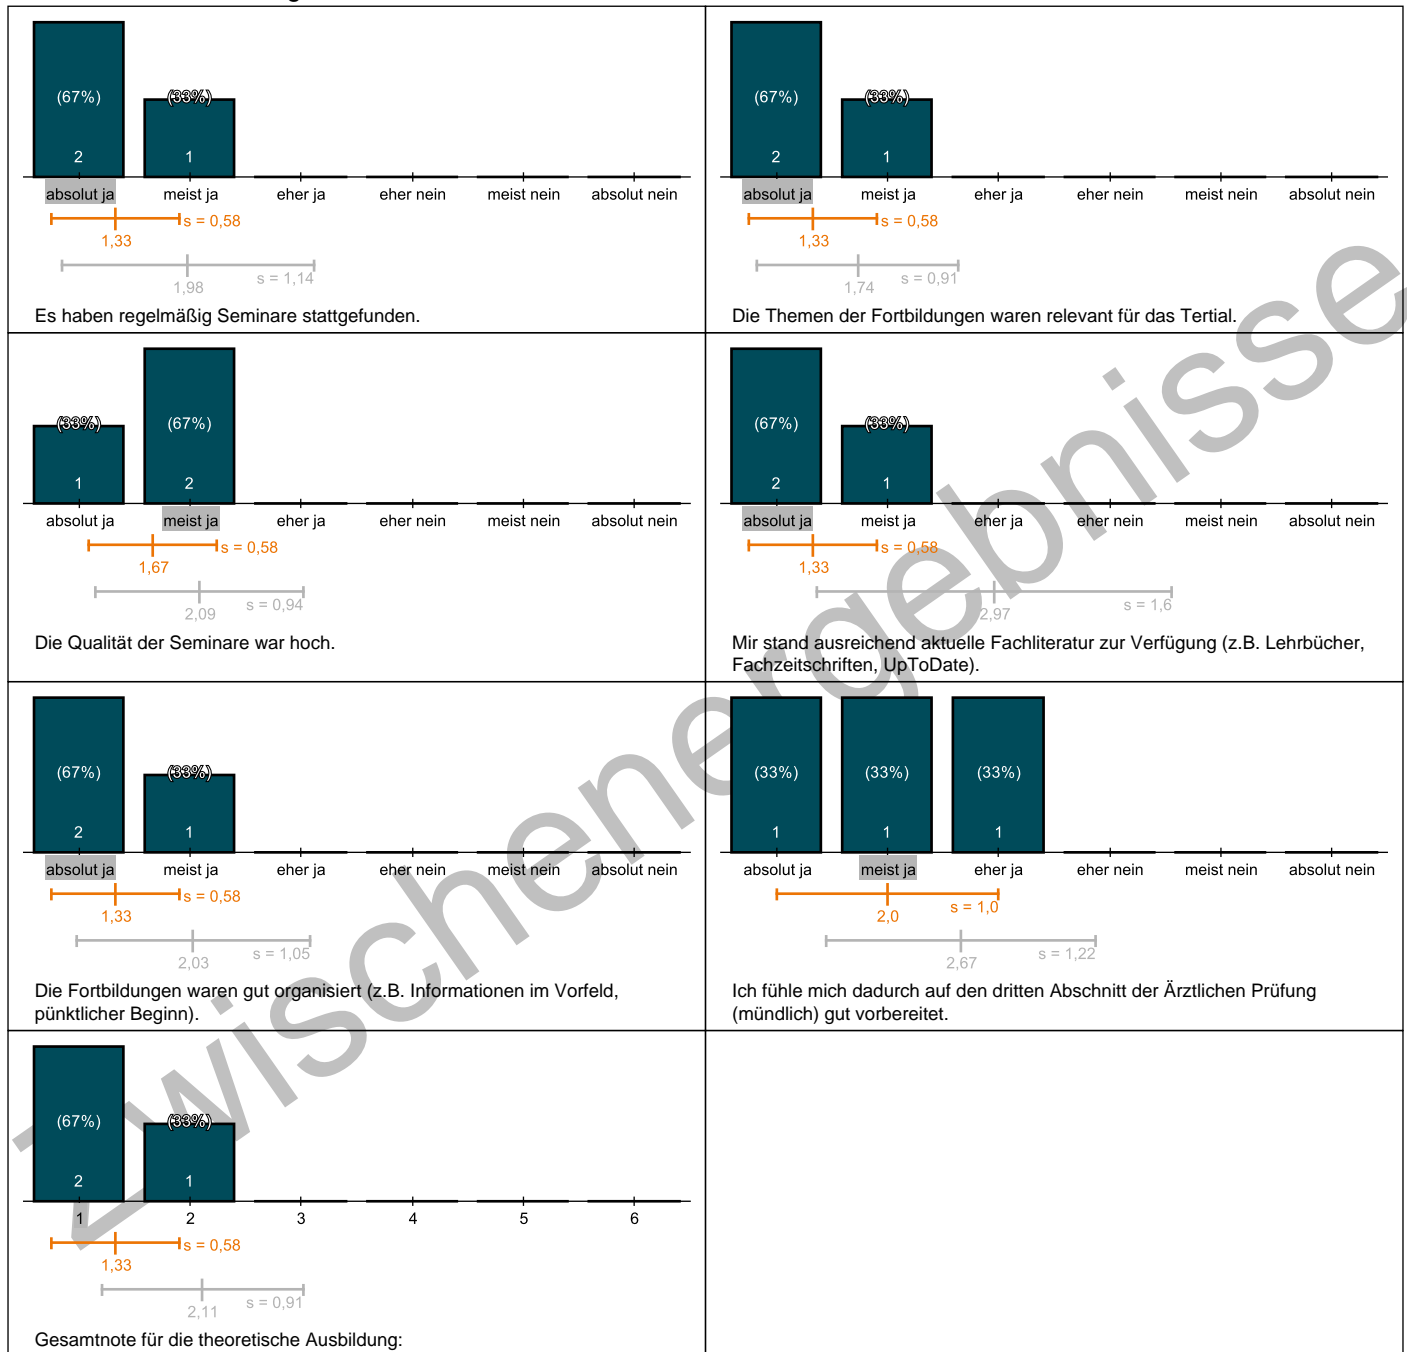 (67%)
(33%)
2
1
absolut ja
meist ja
eher ja
eher nein
meist nein
absolut nein
s = 0,58
1,33
s = 1,14
1,98
Es haben regelmäßig Seminare stattgefunden.
(67%)
(33%)
2
1
absolut ja
meist ja
eher ja
eher nein
meist nein
absolut nein
s = 0,58
1,33
s = 0,91
1,74
Die Themen der Fortbildungen waren relevant für das Tertial.
(33%)
(67%)
1
2
absolut ja
meist ja
eher ja
eher nein
meist nein
absolut nein
s = 0,58
1,67
s = 0,94
2,09
Die Qualität der Seminare war hoch.
(67%)
(33%)
2
1
absolut ja
meist ja
eher ja
eher nein
meist nein
absolut nein
s = 0,58
1,33
s = 1,6
2,97
Mir stand ausreichend aktuelle Fachliteratur zur Verfügung (z.B. Lehrbücher,
Fachzeitschriften, UpToDate).
(67%)
(33%)
2
1
absolut ja
meist ja
eher ja
eher nein
meist nein
absolut nein
s = 0,58
1,33
s = 1,05
2,03
Die Fortbildungen waren gut organisiert (z.B. Informationen im Vorfeld,
pünktlicher Beginn).
(33%)
(33%)
(33%)
1
1
1
absolut ja
meist ja
eher ja
eher nein
meist nein
absolut nein
s = 1,0
2,0
s = 1,22
2,67
Ich fühle mich dadurch auf den dritten Abschnitt der Ärztlichen Prüfung
(mündlich) gut vorbereitet.
(67%)
(33%)
2
1
1
2
3
4
5
6
s = 0,58
1,33
s = 0,91
2,11
Gesamtnote für die theoretische Ausbildung:
Zwischenergebnisse